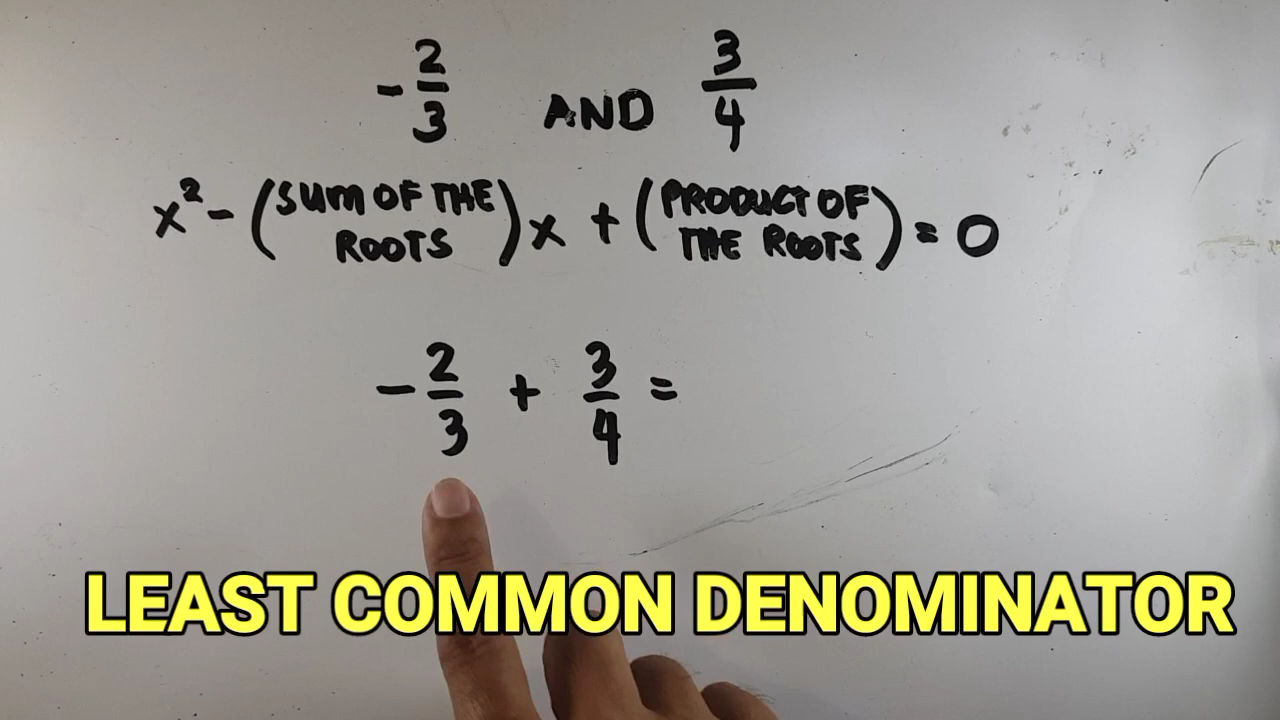 -2/3 AND 3/4
x² - (SUM OF THE ROOTS)x + (PRODUCT OF THE ROOTS) = 0
-2/3 + 3/4 =
LEAST COMMON DENOMINATOR